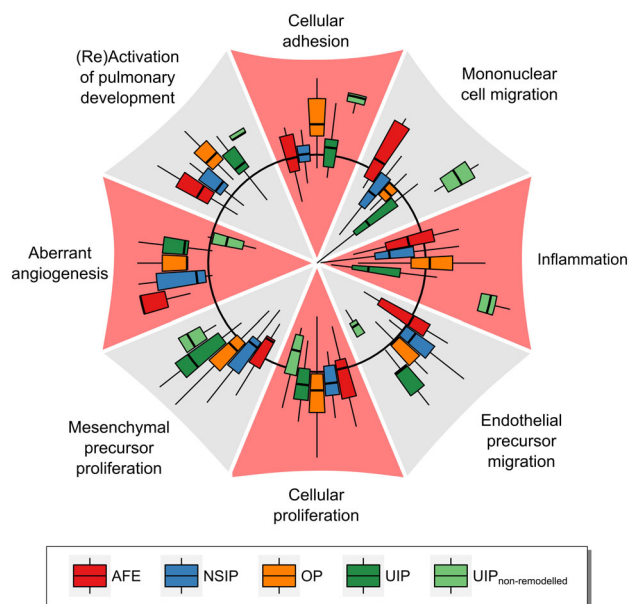 Cellular
adhesion
(Re)Activation
of pulmonary
development
Mononuclear
cell migration
Aberrant
angiogenesis
Inflammation
Mesenchymal
precursor
proliferation
Endothelial
precursor
migration
Cellular
proliferation
AFE NSIP OP UIP UIPnon-remodelled